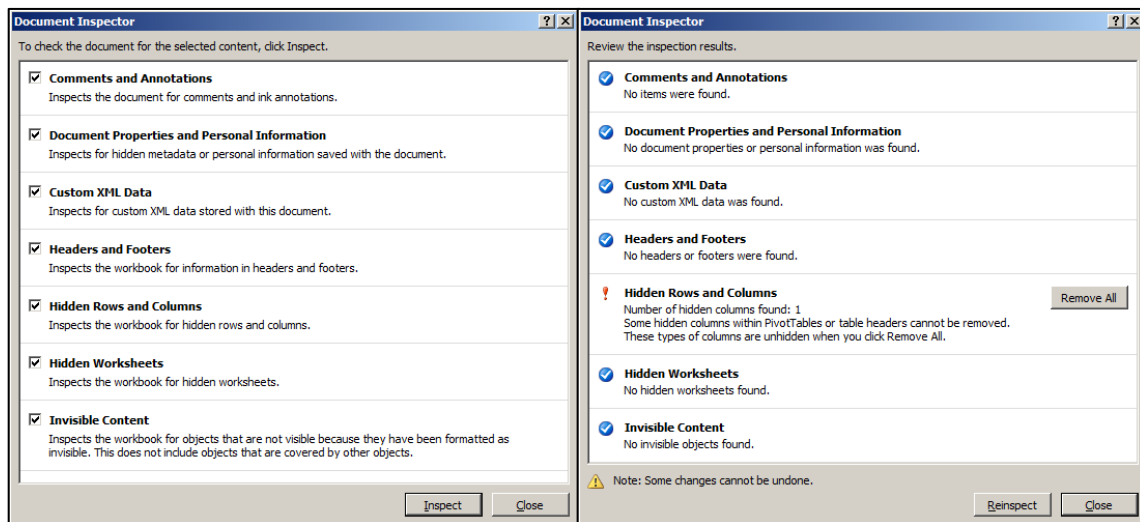 Document Inspector
To check the document for the selected content, click Inspect.
Comments and Annotations
Inspects the document for comments and ink annotations.
Document Properties and Personal Information
Inspects for hidden metadata or personal information saved with the document.
Custom XML Data
Inspects for custom XML data stored with this document.
Headers and Footers
Inspects the workbook for information in headers and footers.
Hidden Rows and Columns
Inspects the workbook for hidden rows and columns.
Hidden Worksheets
Inspects the workbook for hidden worksheets.
Invisible Content
Inspects the workbook for objects that are not visible because they have been formatted as
invisible. This does not include objects that are covered by other objects.
Inspect
Close
Document Inspector
Review the inspection results.
Comments and Annotations
No items were found.
Document Properties and Personal Information
No document properties or personal information was found.
Custom XML Data
No custom XML data was found.
Headers and Footers
No headers or footers were found.
Hidden Rows and Columns
Number of hidden columns found: 1
Some hidden columns within PivotTables or table headers cannot be removed.
These types of columns are unhidden when you click Remove All.
Remove All
Hidden Worksheets
No hidden worksheets found.
Invisible Content
No invisible objects found.
Note: Some changes cannot be undone.
Reinspect
Close